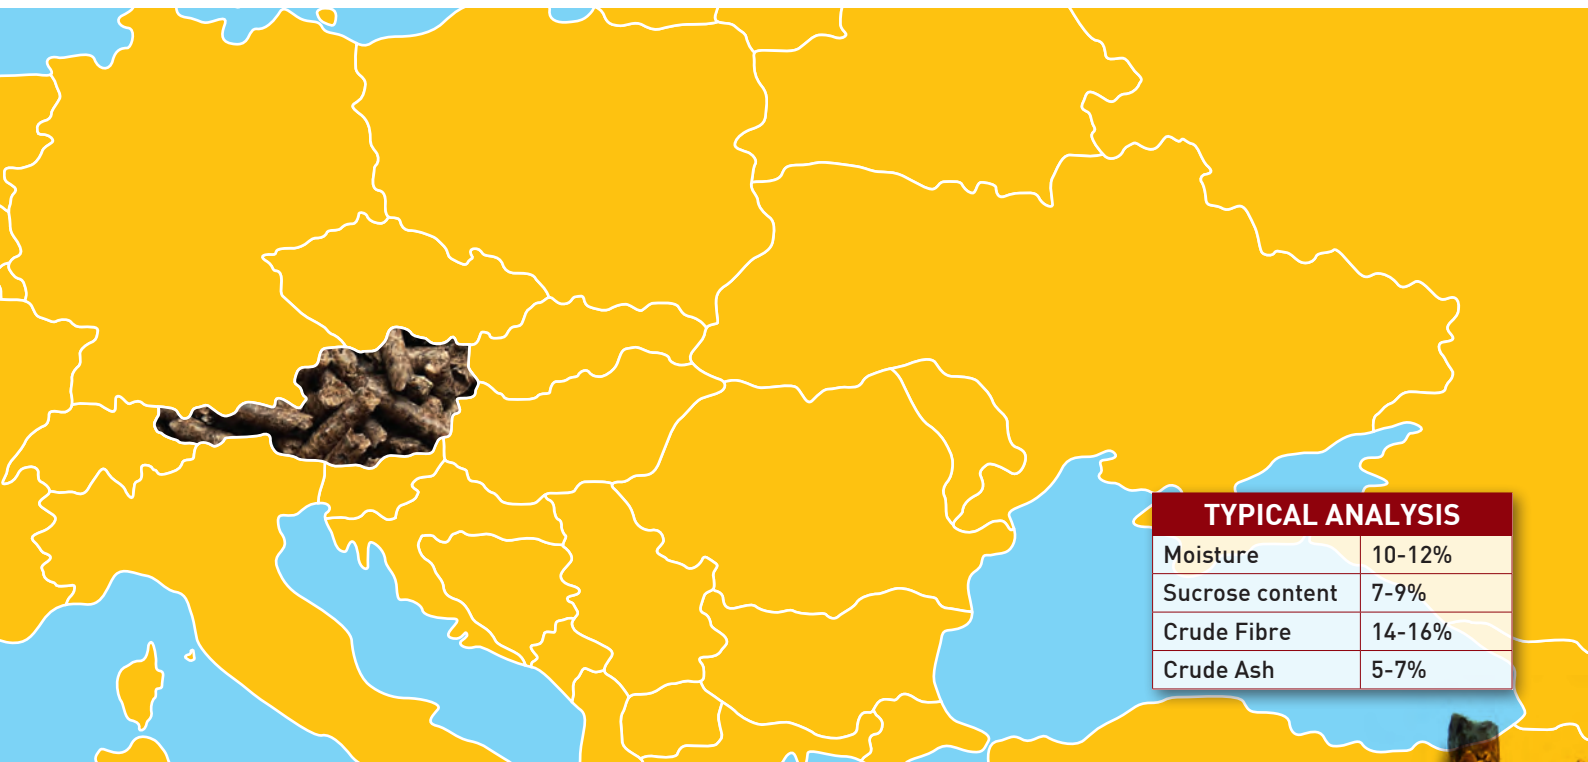 TYPICAL ANALYSIS
Moisture 10-12%
Sucrose content 7-9%
Crude Fibre 14-16%
Crude Ash 5-7%